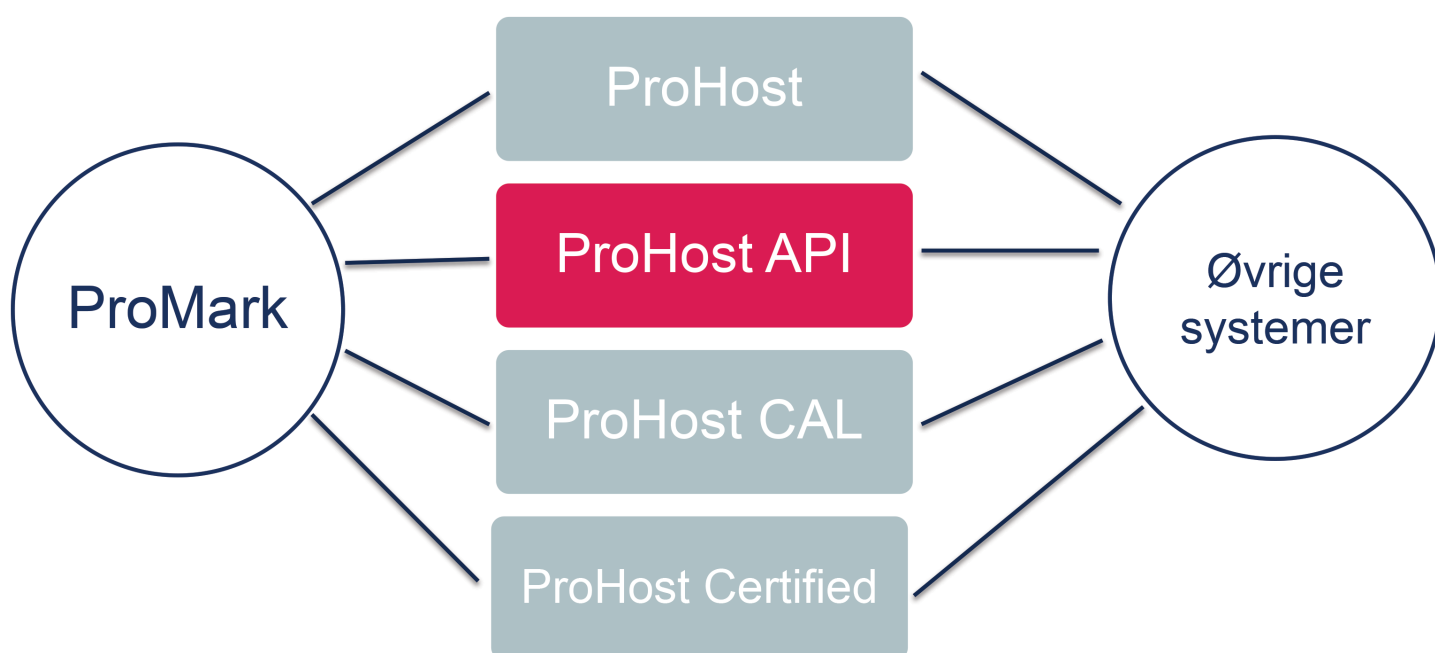 ProHost
ProHost API
ProMark
Øvrige
systemer
ProHost CAL
ProHost Certified